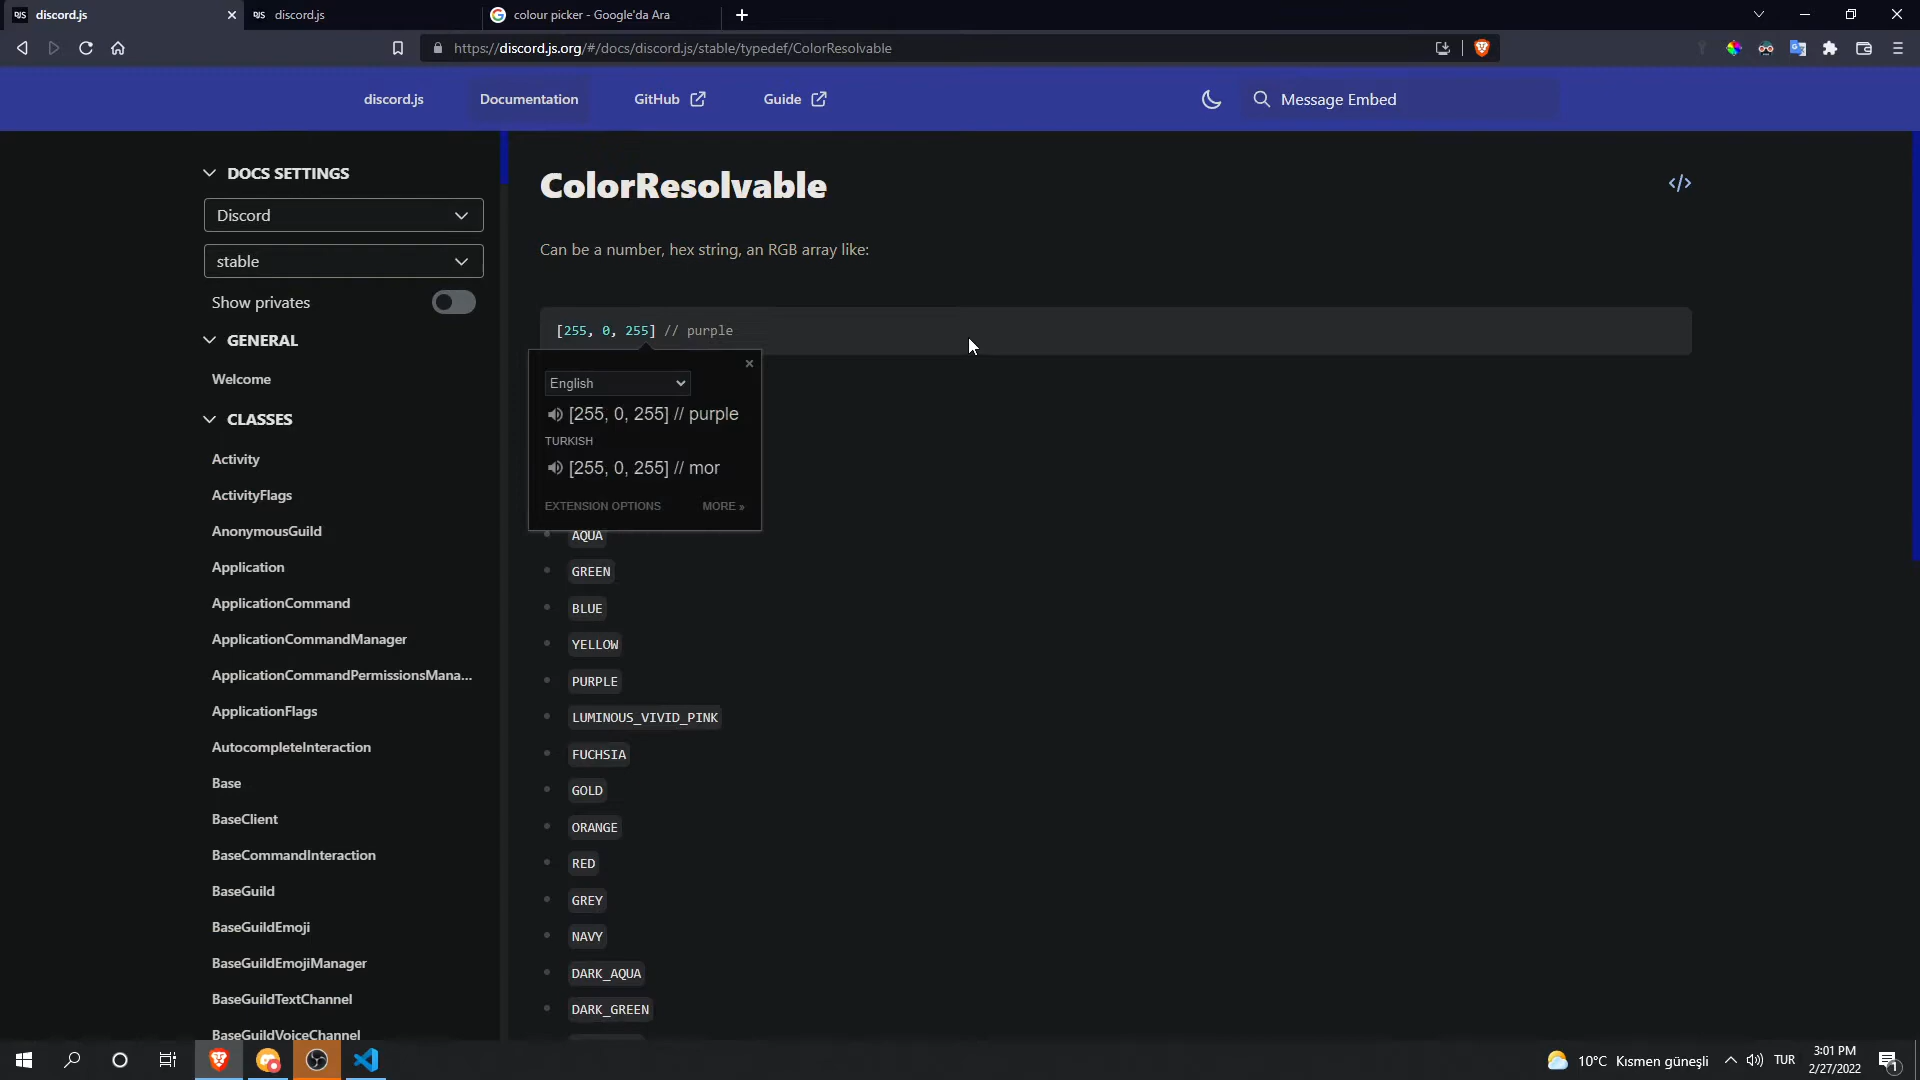 discord.js
discord.js
colour picker - Google'da Ara
https://discord.js.org/#/docs/discord.js/stable/typedef/ColorResolvable
discord.js
Documentation
GitHub
Guide
Message Embed
DOCS SETTINGS
Discord
stable
Show privates
GENERAL
Welcome
CLASSES
Activity
ActivityFlags
AnonymousGuild
Application
ApplicationCommand
ApplicationCommandManager
ApplicationCommandPermissionsMana...
ApplicationFlags
AutocompleteInteraction
Base
BaseClient
BaseCommandInteraction
BaseGuild
BaseGuildEmoji
BaseGuildEmojiManager
BaseGuildTextChannel
BaseGuildVoiceChannel
ColorResolvable
</>
Can be a number, hex string, an RGB array like:
[255, 0, 255] // purple
English
[255, 0, 255] // purple
TURKISH
[255, 0, 255] // mor
EXTENSION OPTIONS
MORE »
AQUA
GREEN
BLUE
YELLOW
PURPLE
LUMINOUS_VIVID_PINK
FUCHSIA
GOLD
ORANGE
RED
GREY
NAVY
DARK_AQUA
DARK_GREEN
10°C Kısmen güneşli
TUR
3:01 PM
2/27/2022
1